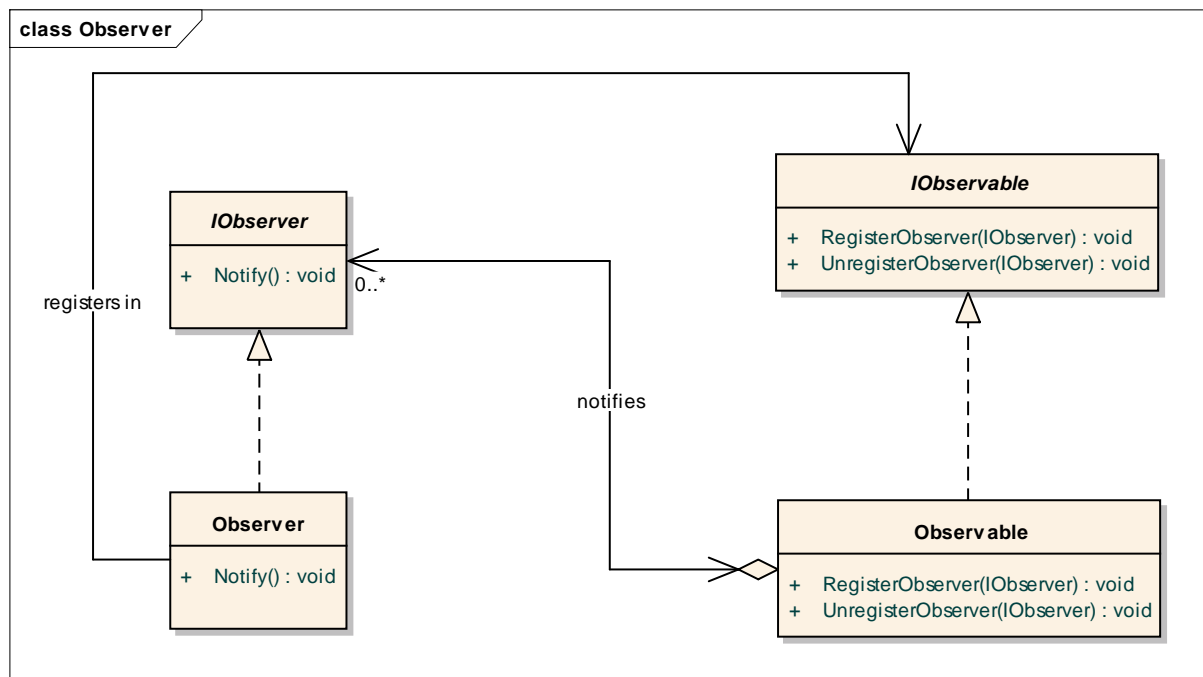 class Observer
IObservable
+ RegisterObserver(IObserver) : void
+ UnregisterObserver(IObserver) : void
IObserver
+ Notify() : void
0..*
registers in
notifies
Observer
+ Notify() : void
Observable
+ RegisterObserver(IObserver) : void
+ UnregisterObserver(IObserver) : void